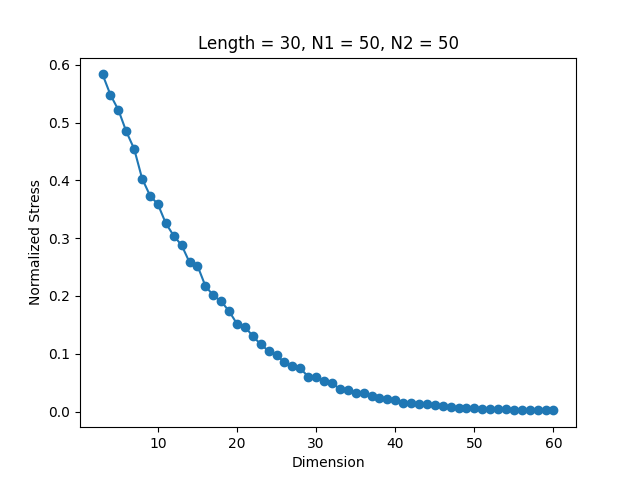 Length = 30, N1 = 50, N2 = 50
Normalized Stress
0.6
0.5
0.4
0.3
0.2
0.1
0.0
10 20 30 40 50 60
Dimension